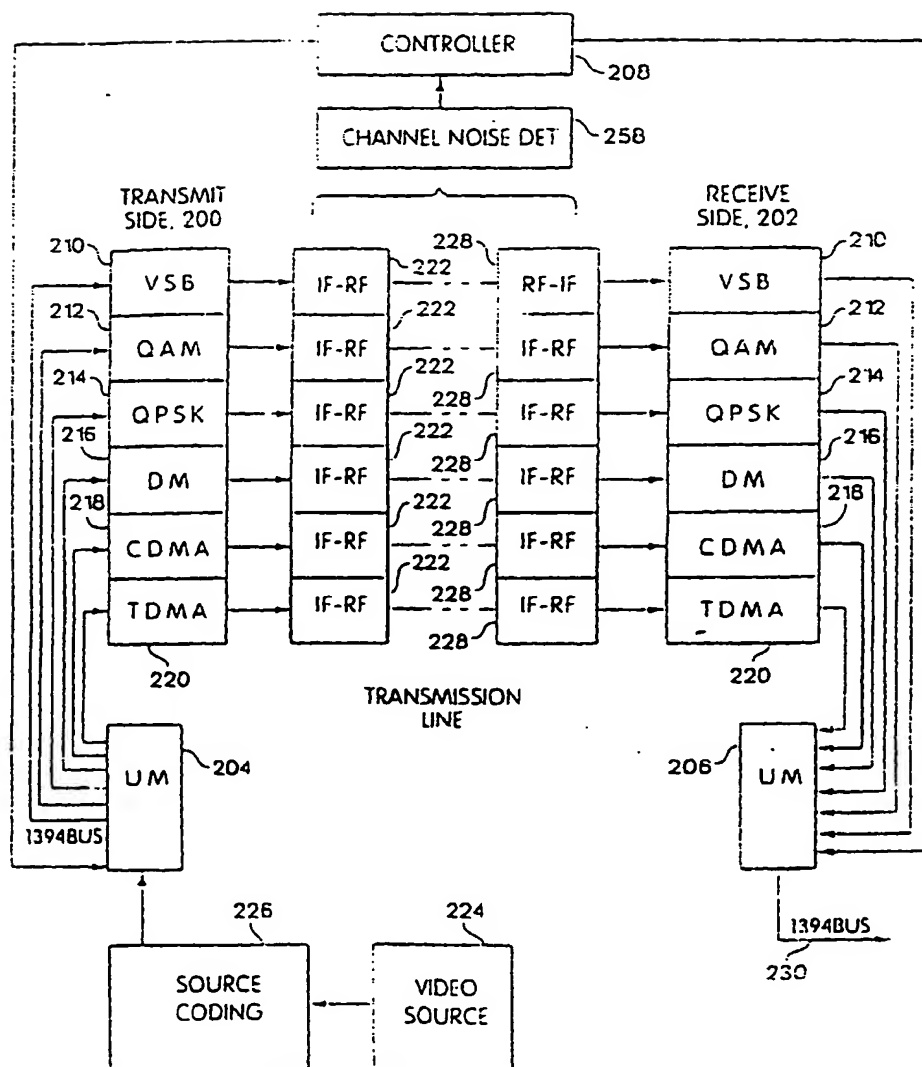 CONTROLLER
208
CHANNEL NOISE DET
258
TRANSMIT
SIDE, 200
RECEIVE
SIDE, 202
210
222
228
210
VSB
IF-RF
RF-IF
VSB
212
222
212
QAM
IF-RF
IF-RF
QAM
214
222
228
214
QPSK
IF-RF
IF-RF
QPSK
216
222
228
216
DM
IF-RF
IF-RF
DM
218
222
228
218
CDMA
IF-RF
IF-RF
CDMA
222
228
TDMA
IF-RF
IF-RF
TDMA
228
220
220
TRANSMISSION
LINE
UM
204
206
UM
1394BUS
226
224
1394BUS
230
SOURCE
CODING
VIDEO
SOURCE